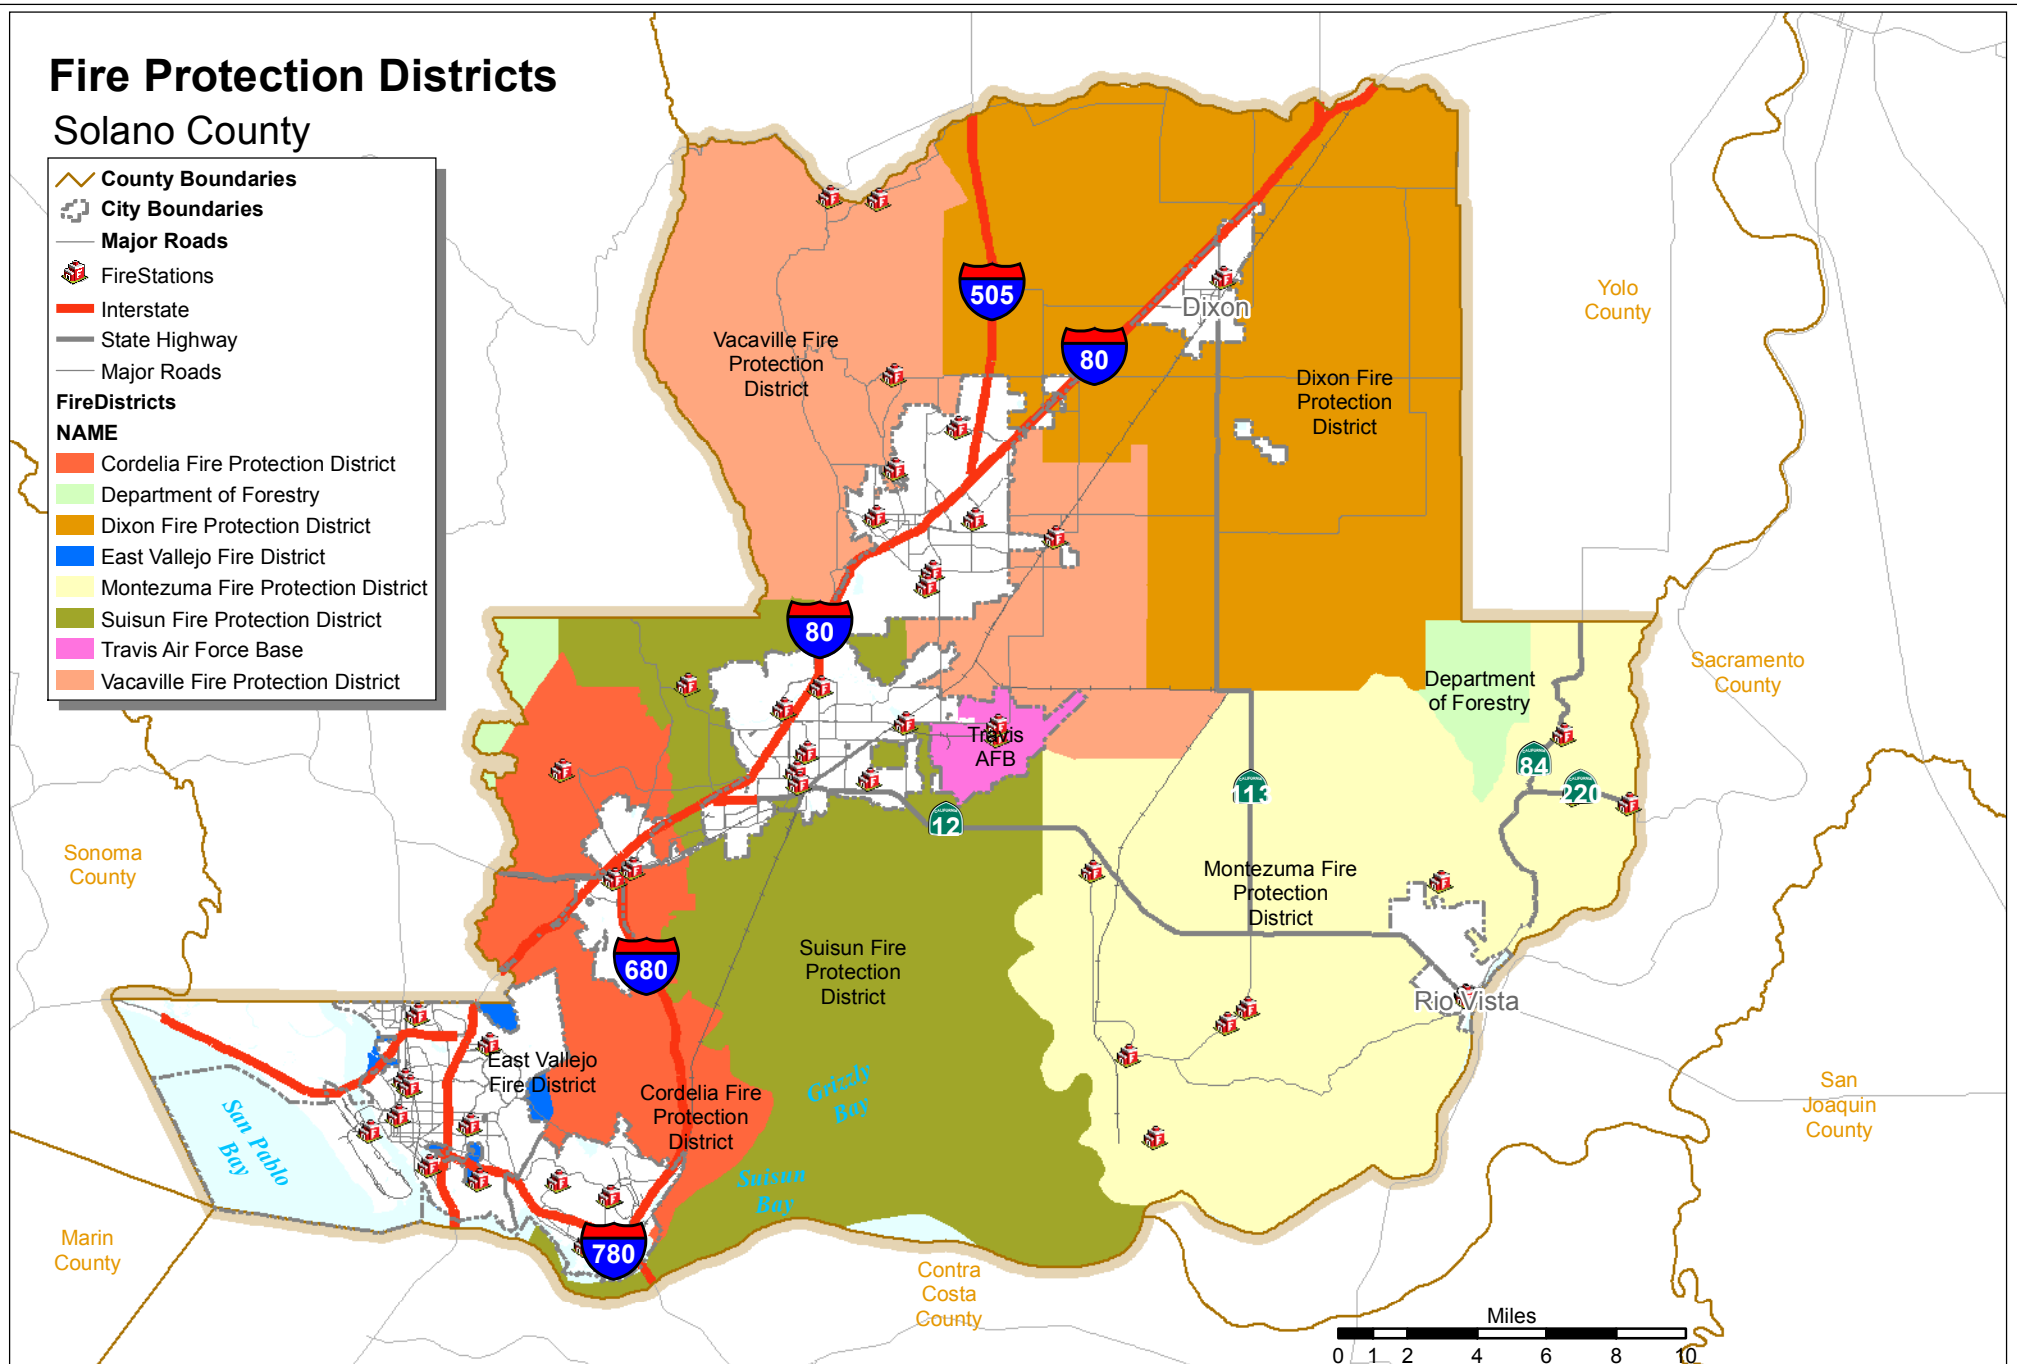 Fire Protection Districts
Solano County
County Boundaries
City Boundaries
Major Roads
FireStations
Interstate
State Highway
Major Roads
FireDistricts
NAME
Cordelia Fire Protection District
Department of Forestry
Dixon Fire Protection District
East Vallejo Fire District
Montezuma Fire Protection District
Suisun Fire Protection District
Travis Air Force Base
Vacaville Fire Protection District
505
80
Dixon
Yolo
County
Vacaville Fire
Protection
District
Dixon Fire
Protection
District
80
Sacramento
County
Department
of Forestry
Travis
AFB
84
220
113
12
Sonoma
County
Montezuma Fire
Protection
District
680
Suisun Fire
Protection
District
Rio Vista
East Vallejo
Fire District
Cordelia Fire
Protection
District
Grizzly
Bay
San Pablo
Bay
Suisun
Bay
San
Joaquin
County
Marin
County
780
Contra
Costa
County
Miles
0 1 2 4 6 8 10